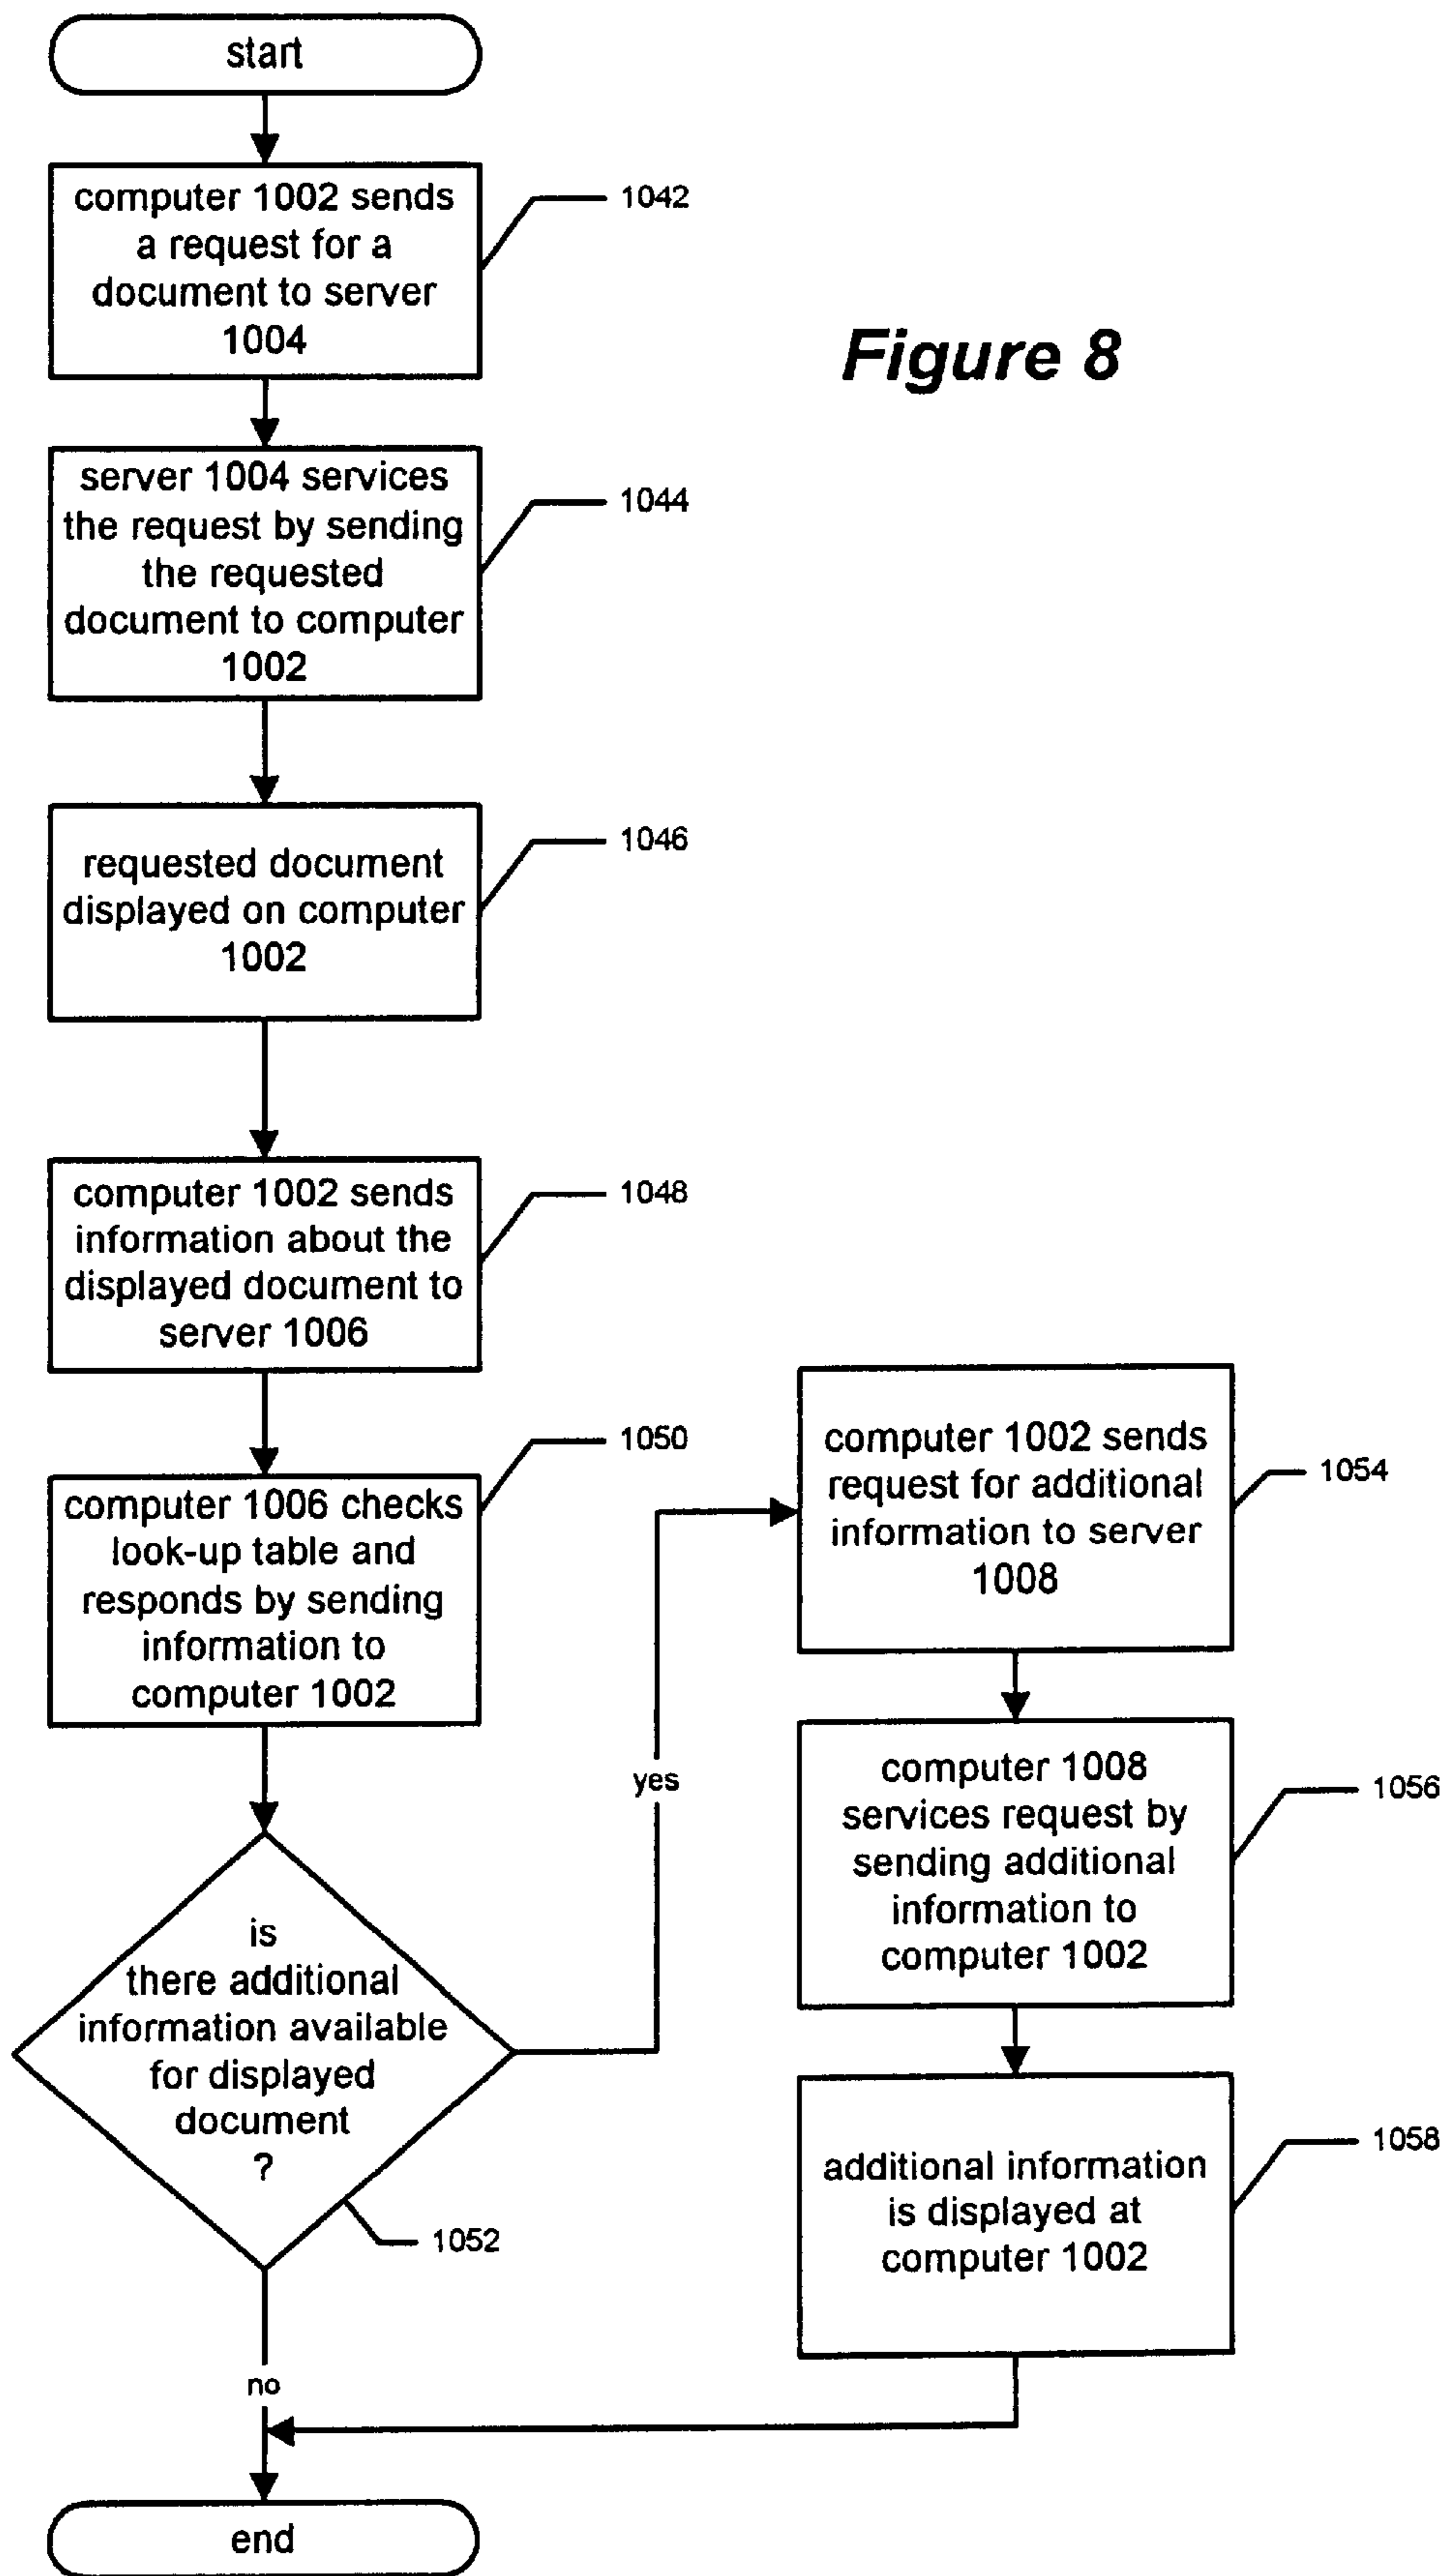 start
computer 1002 sends
a request for a
document to server
1004
1042
Figure 8
server 1004 services
the request by sending
the requested
document to computer
1002
1044
requested document
displayed on computer
1002
1046
computer 1002 sends
information about the
displayed document to
server 1006
1048
computer 1006 checks
look-up table and
responds by sending
information to
computer 1002
1050
is
there additional
information available
for displayed
document
?
1052
yes
no
computer 1002 sends
request for additional
information to server
1008
1054
computer 1008
services request by
sending additional
information to
computer 1002
1056
additional information
is displayed at
computer 1002
1058
end